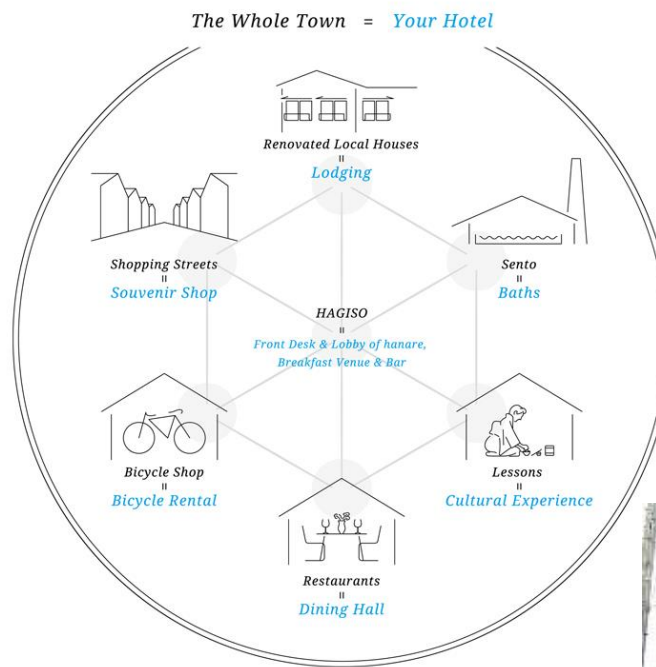 The Whole Town = Your Hotel
Renovated Local Houses
=
Lodging
Shopping Streets
=
Souvenir Shop
Sento
=
Baths
HAGISO
=
Front Desk & Lobby of hanare,
Breakfast Venue & Bar
Bicycle Shop
=
Bicycle Rental
Lessons
=
Cultural Experience
Restaurants
=
Dining Hall